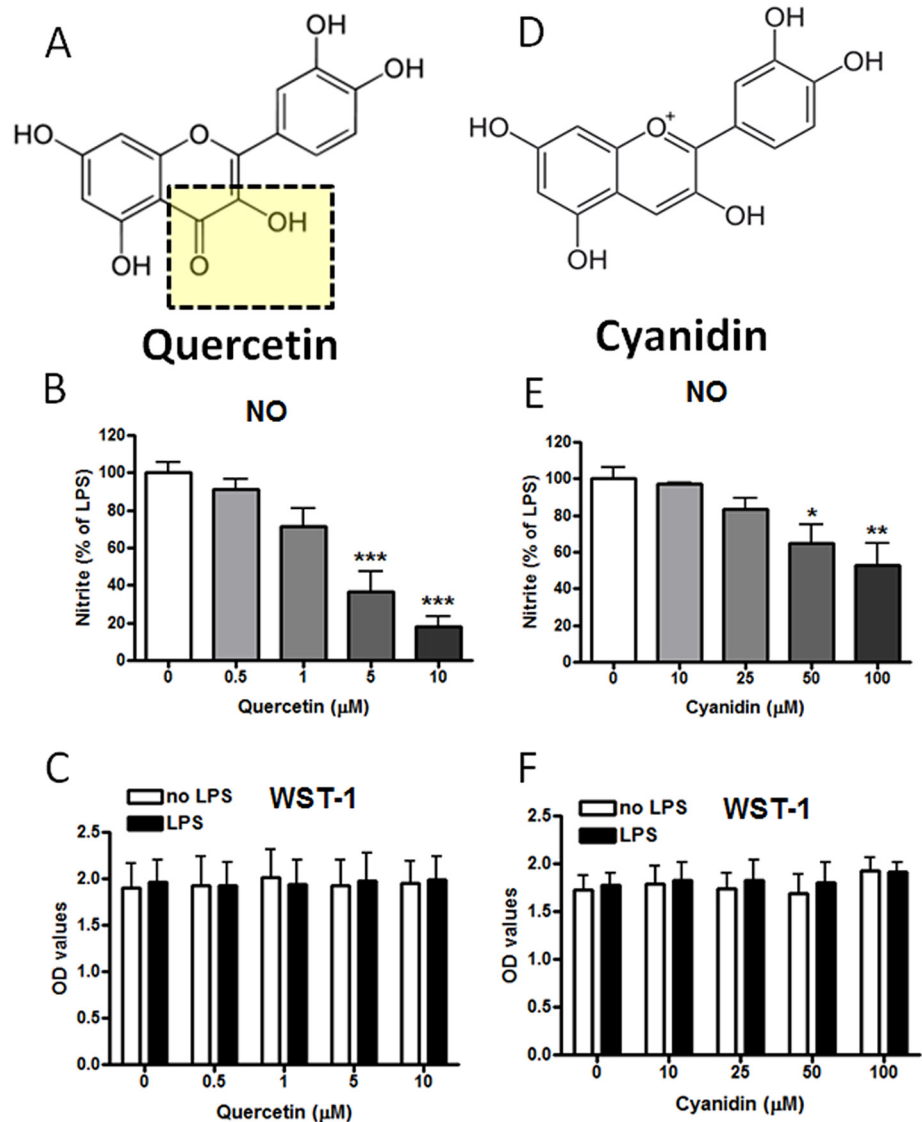 A
OH
OH
HO
O
OH
OH
O
Quercetin
B
NO
Nitrite (% of LPS)
120
100
80
60
40
20
0
***
***
0 0.5 1 5 10
Quercetin (μM)
C
no LPS
LPS
WST-1
OD values
2.5
2.0
1.5
1.0
0.5
0.0
0 0.5 1 5 10
Quercetin (μM)
D
OH
OH
HO
O+
OH
OH
Cyanidin
E
NO
Nitrite (% of LPS)
120
100
80
60
40
20
0
*
**
0 10 25 50 100
Cyanidin (μM)
F
no LPS
LPS
WST-1
OD values
2.5
2.0
1.5
1.0
0.5
0.0
0 10 25 50 100
Cyanidin (μM)